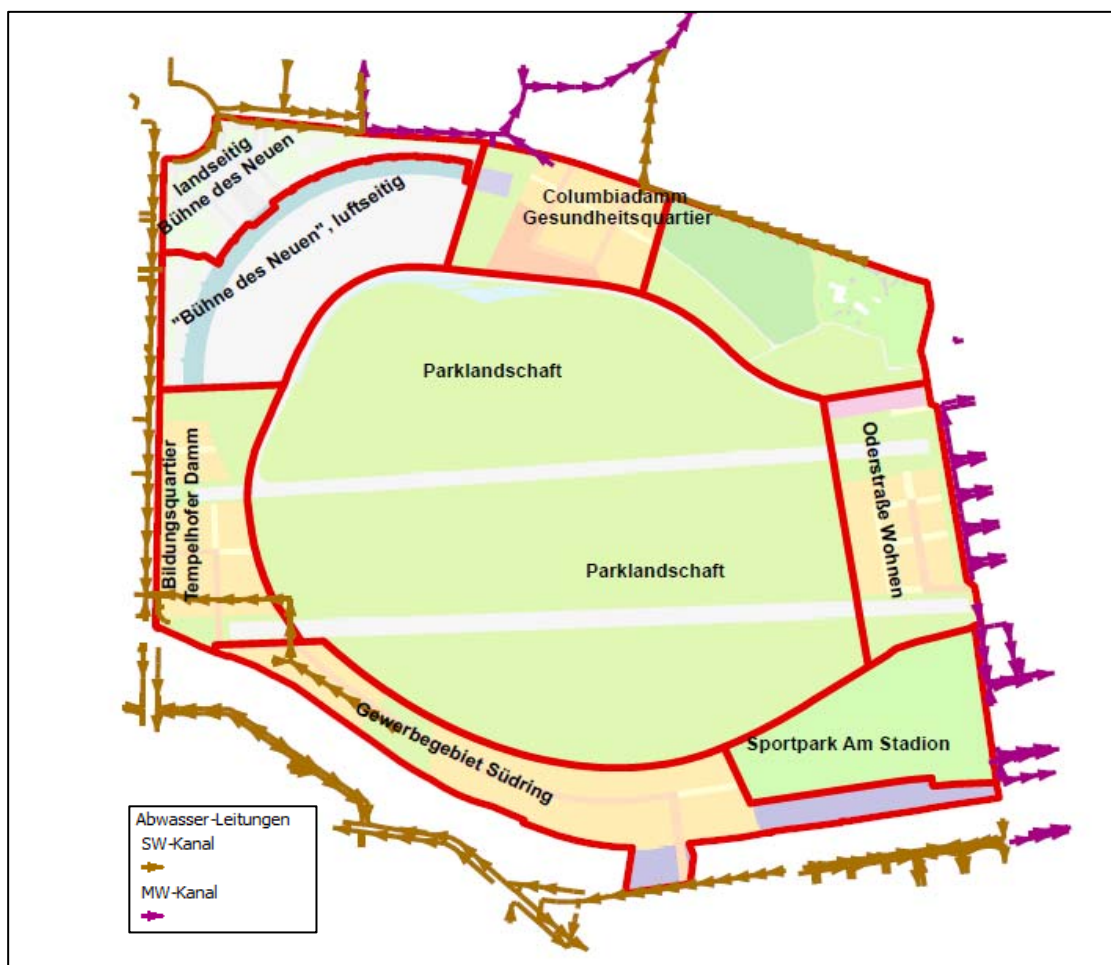 landseitig
Bühne des Neuen
"Bühne des Neuen", luftseitig
Columbiadamm
Gesundheitsquartier
Parklandschaft
Bildungsquartier
Tempelhofer Damm
Oderstraße Wohnen
Parklandschaft
Gewerbegebiet Südring
Sportpark Am Stadion
Abwasser-Leitungen
SW-Kanal
MW-Kanal